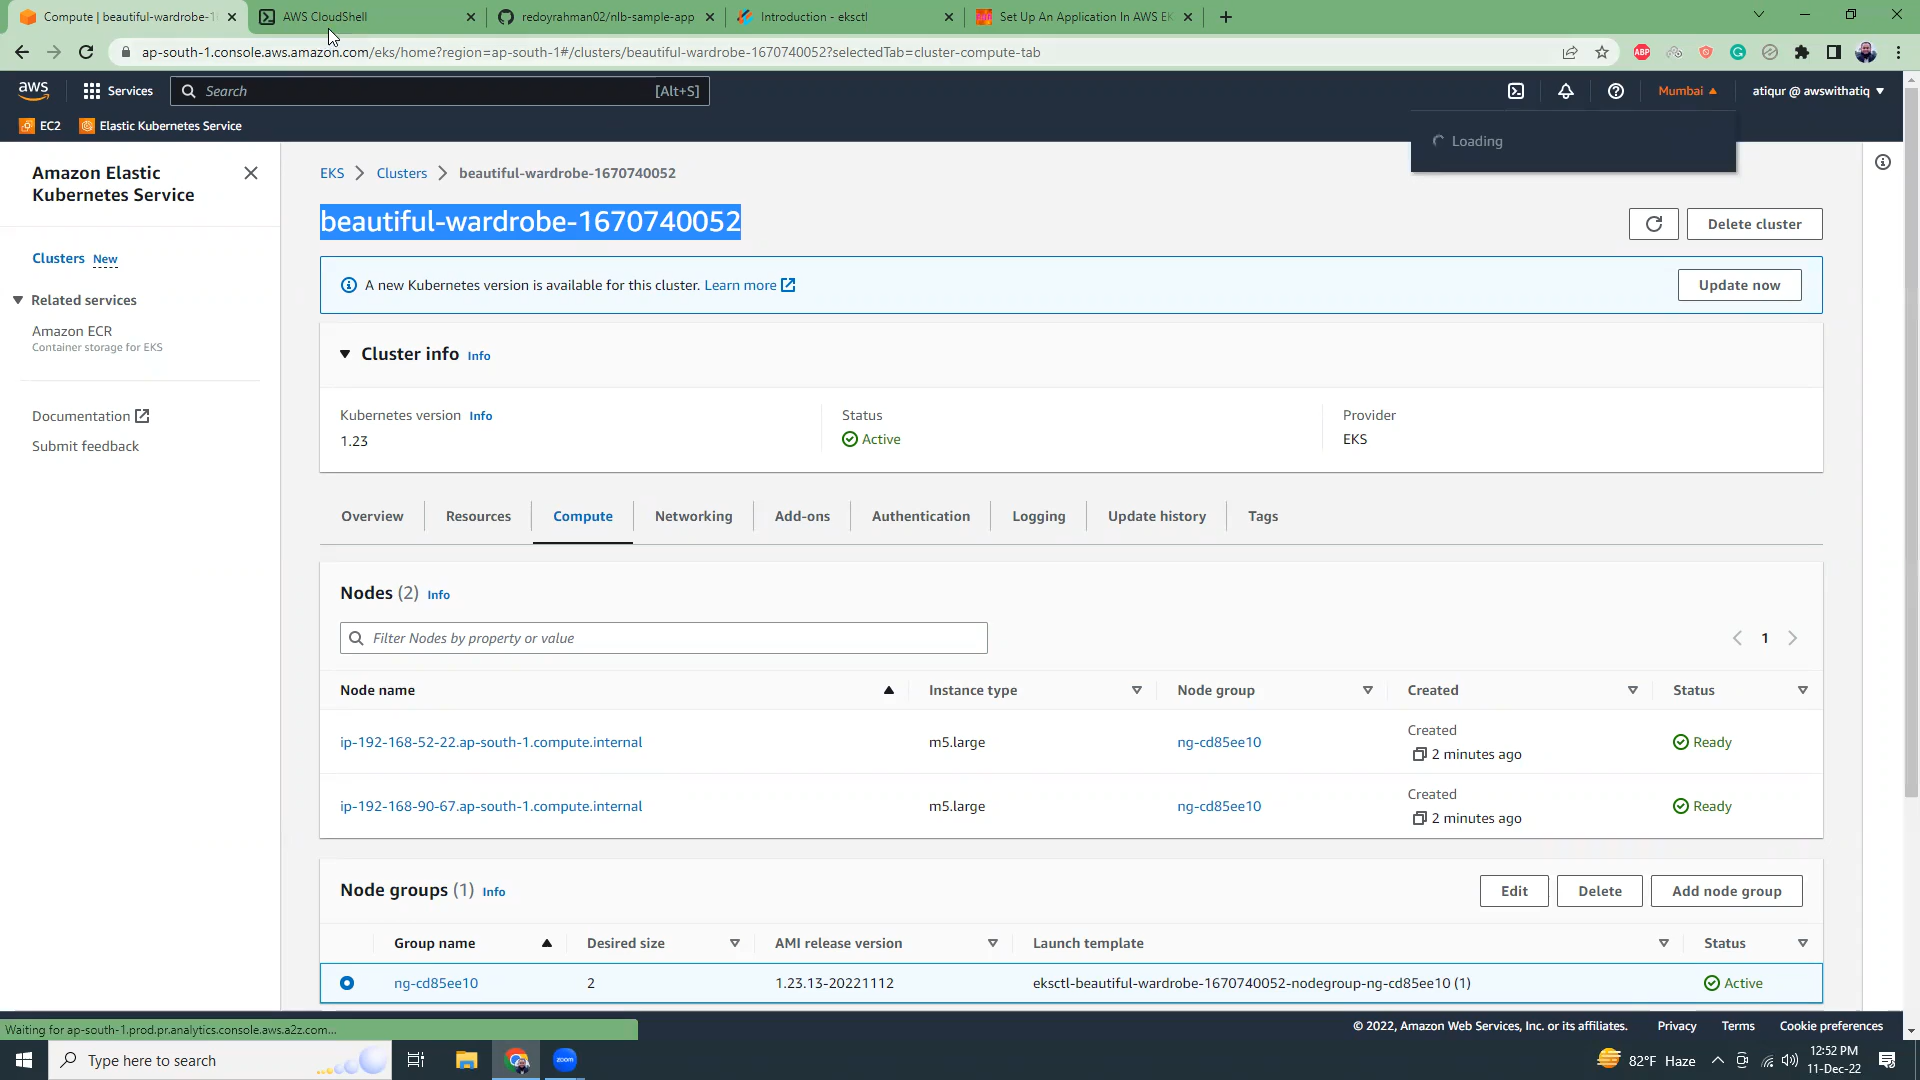 Compute | beautiful-wardrobe-1
AWS CloudShell
redoyrahman02/nlb-sample-app
Introduction - eksctl
Set Up An Application In AWS EK
ap-south-1.console.aws.amazon.com/eks/home?region=ap-south-1#/clusters/beautiful-wardrobe-1670740052?selectedTab=cluster-compute-tab
ABP
aws
Services
Search
[Alt+S]
Mumbai
atiqur @ awswithatiq
EC2
Elastic Kubernetes Service
Loading
Amazon Elastic
Kubernetes Service
Clusters New
Related services
Amazon ECR
Container storage for EKS
Documentation
Submit feedback
EKS > Clusters > beautiful-wardrobe-1670740052
beautiful-wardrobe-1670740052
Delete cluster
A new Kubernetes version is available for this cluster. Learn more
Update now
Cluster info Info
Kubernetes version Info
1.23
Status
Active
Provider
EKS
Overview
Resources
Compute
Networking
Add-ons
Authentication
Logging
Update history
Tags
Nodes (2) Info
Filter Nodes by property or value
1
Node name
Instance type
Node group
Created
Status
ip-192-168-52-22.ap-south-1.compute.internal
m5.large
ng-cd85ee10
Created
2 minutes ago
Ready
ip-192-168-90-67.ap-south-1.compute.internal
m5.large
ng-cd85ee10
Created
2 minutes ago
Ready
Node groups (1) Info
Edit
Delete
Add node group
Group name
Desired size
AMI release version
Launch template
Status
ng-cd85ee10
2
1.23.13-20221112
eksctl-beautiful-wardrobe-1670740052-nodegroup-ng-cd85ee10 (1)
Active
Waiting for ap-south-1.prod.pr.analytics.console.aws.a2z.com...
© 2022, Amazon Web Services, Inc. or its affiliates.
Privacy
Terms
Cookie preferences
Type here to search
zoom
82°F Haze
12:52 PM
11-Dec-22